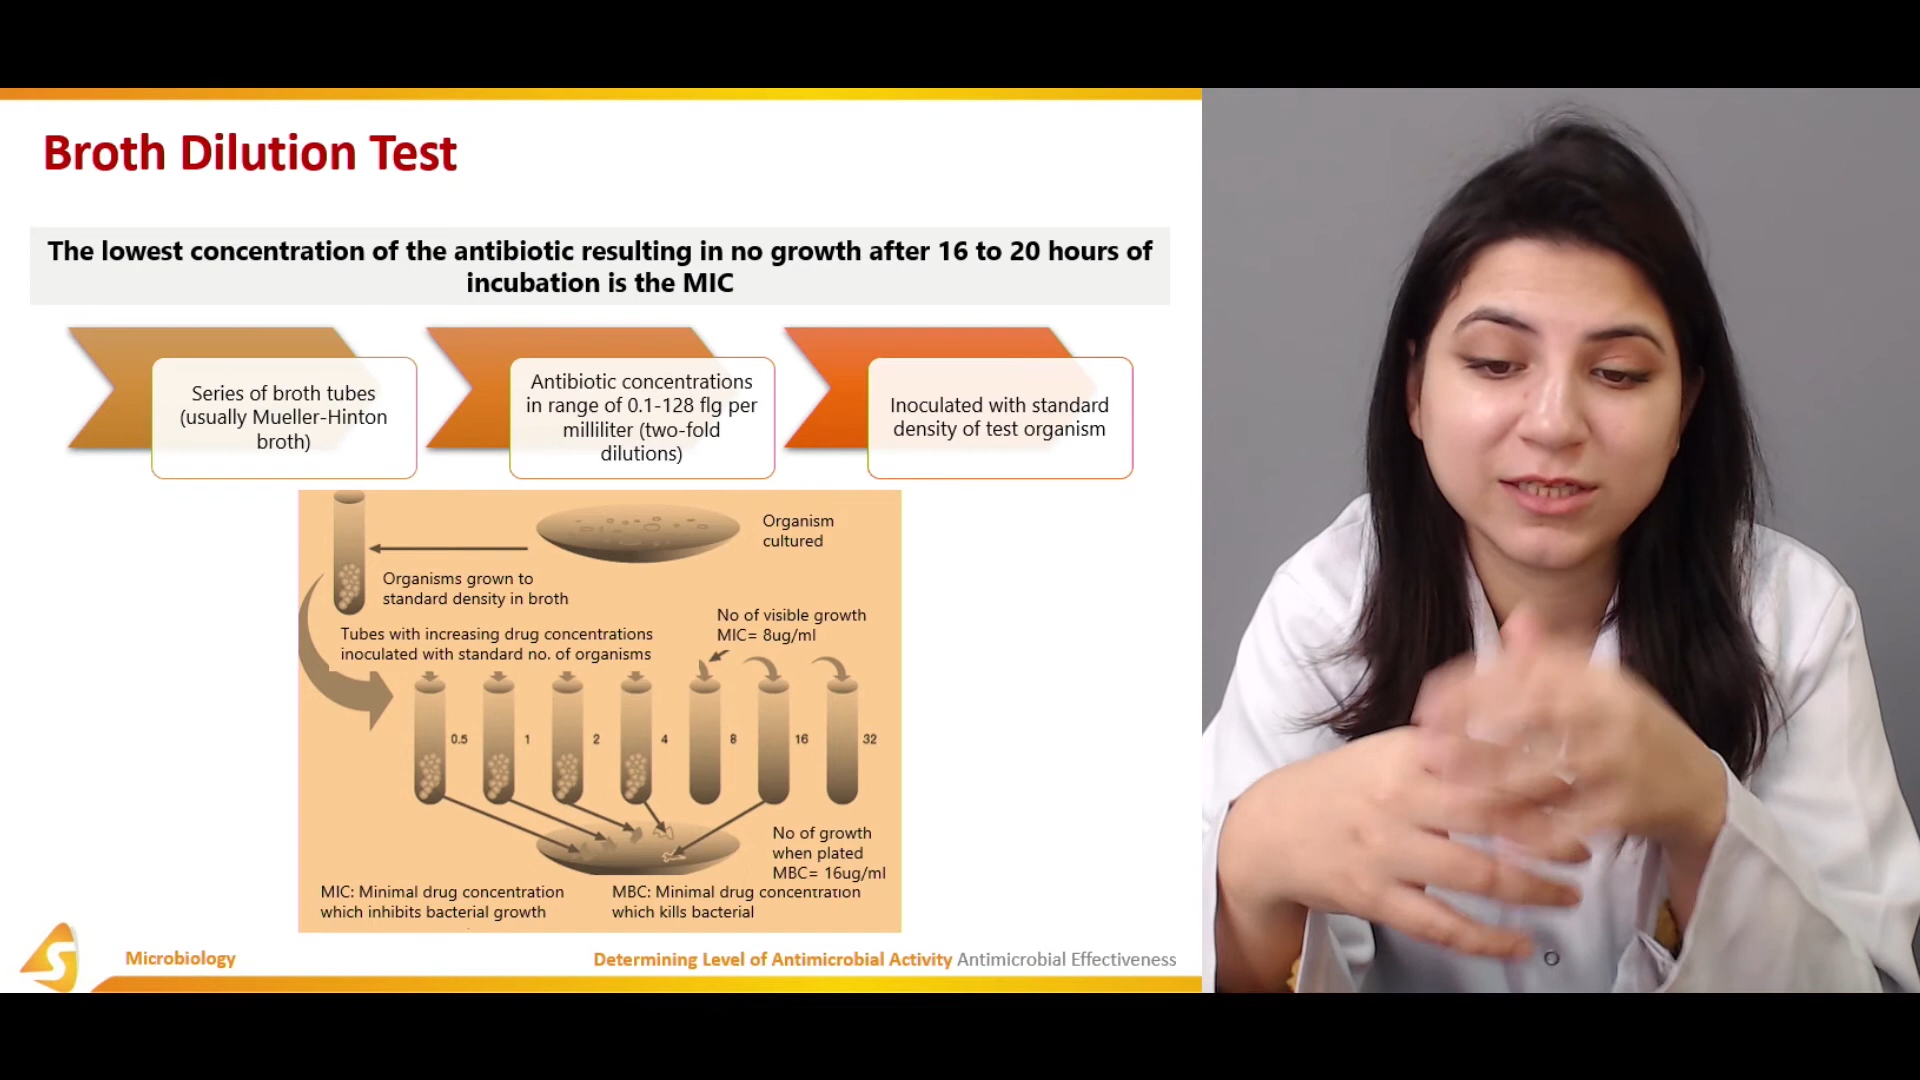 Broth Dilution Test
The lowest concentration of the antibiotic resulting in no growth after 16 to 20 hours of
incubation is the MIC
Series of broth tubes
(usually Mueller-Hinton
broth)
Antibiotic concentrations
in range of 0.1-128 flg per
milliliter (two-fold
dilutions)
Inoculated with standard
density of test organism
Organism
cultured
Organisms grown to
standard density in broth
No of visible growth
MIC= 8ug/ml
Tubes with increasing drug concentrations
inoculated with standard no. of organisms
0.5 1 2 4 8 16 32
No of growth
when plated
MBC= 16ug/ml
MIC: Minimal drug concentration
which inhibits bacterial growth
MBC: Minimal drug concentration
which kills bacterial
S
Microbiology
Determining Level of Antimicrobial Activity Antimicrobial Effectiveness